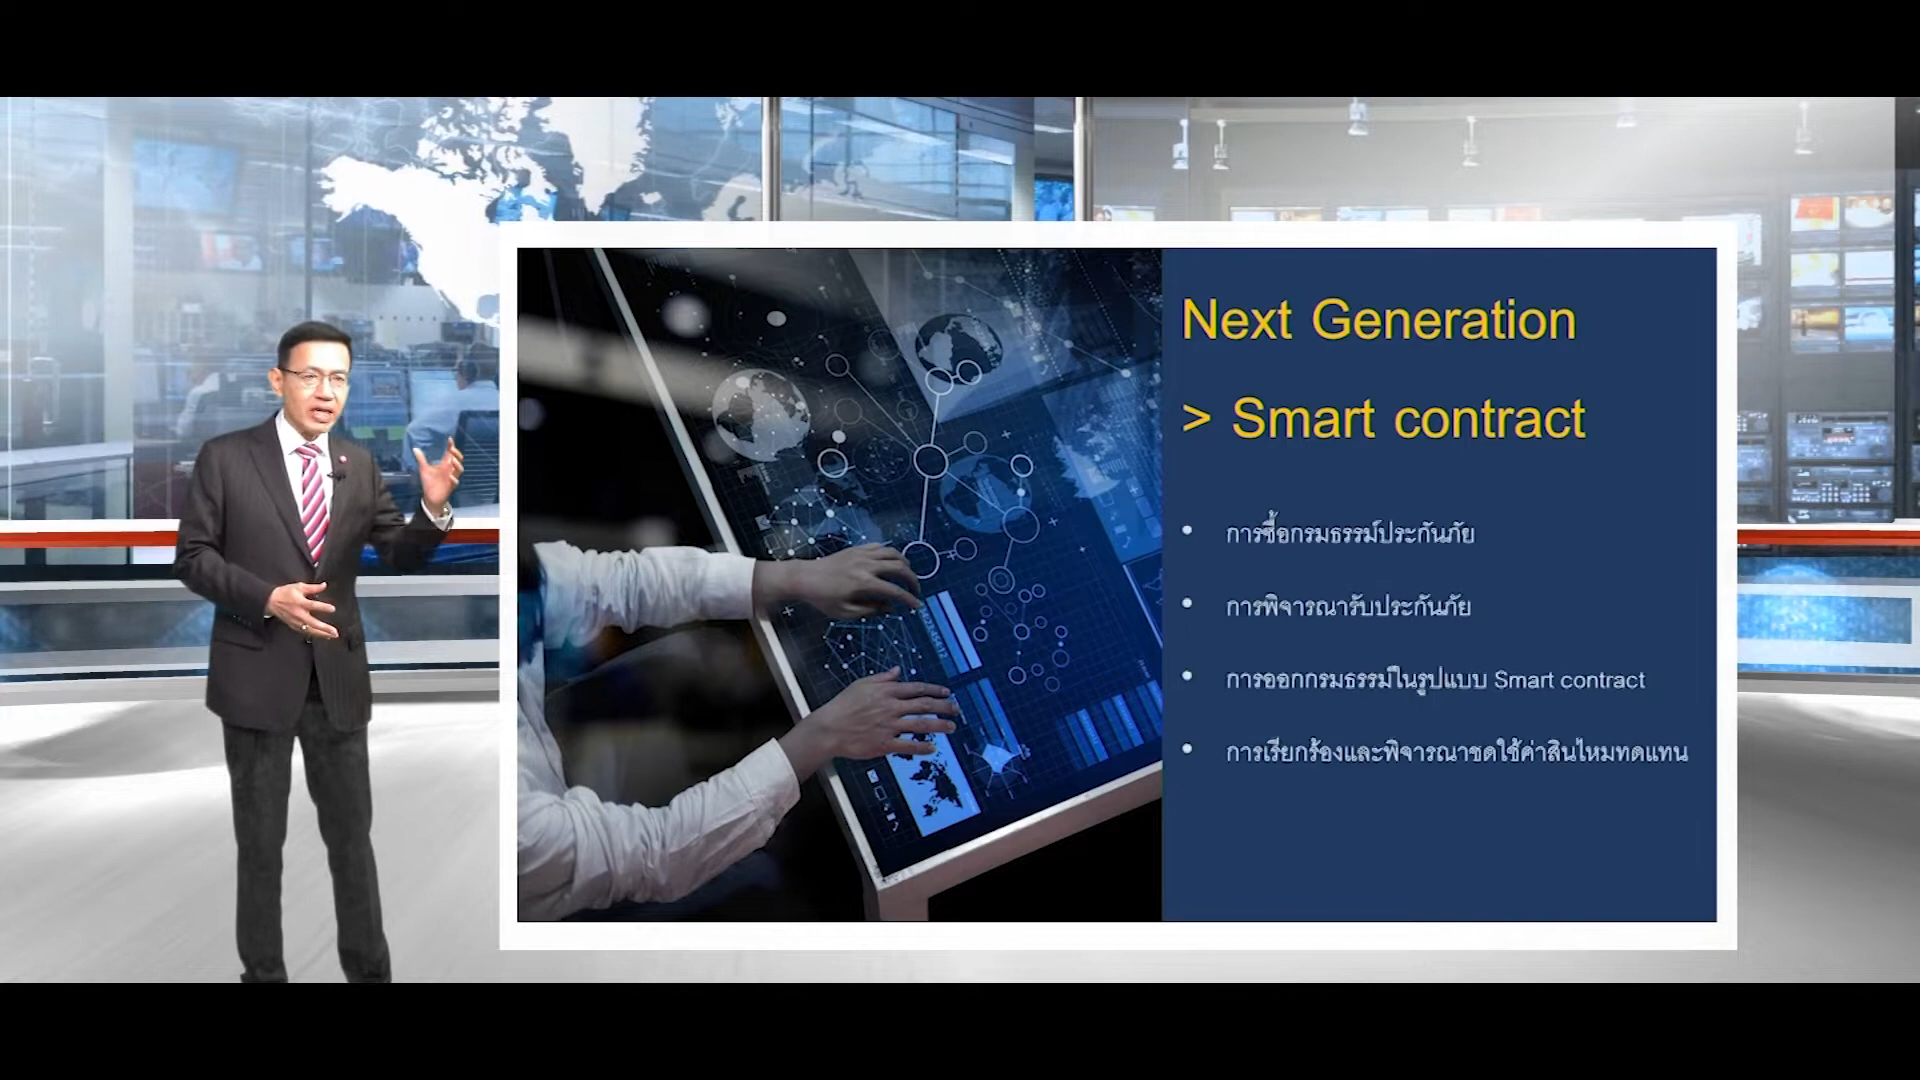 Next Generation
> Smart contract
• การซื้อกรมธรรม์ประกันภัย
• การพิจารณารับประกันภัย
• การออกกรมธรรม์ในรูปแบบ Smart contract
• การเรียกร้องและพิจารณาชดใช้ค่าสินไหมทดแทน